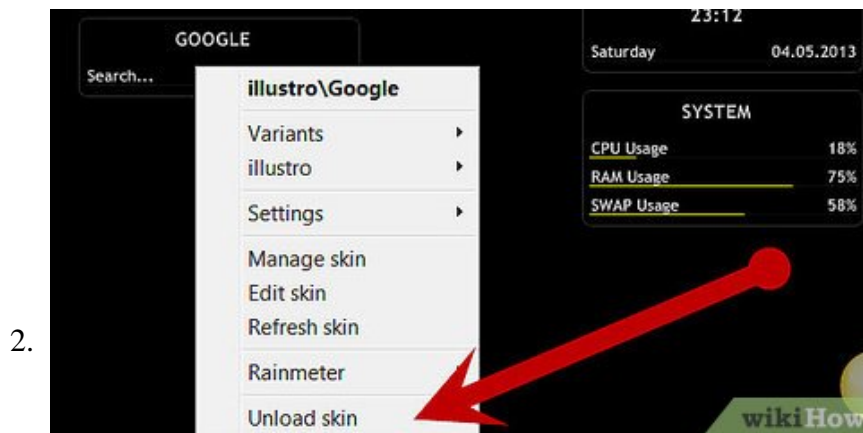 GOOGLE
Search...
23:12
Saturday 04.05.2013
SYSTEM
CPU Usage 18%
RAM Usage 75%
SWAP Usage 58%
illustro\Google
Variants
illustro
Settings
Manage skin
Edit skin
Refresh skin
Rainmeter
Unload skin
2.
wikiHow